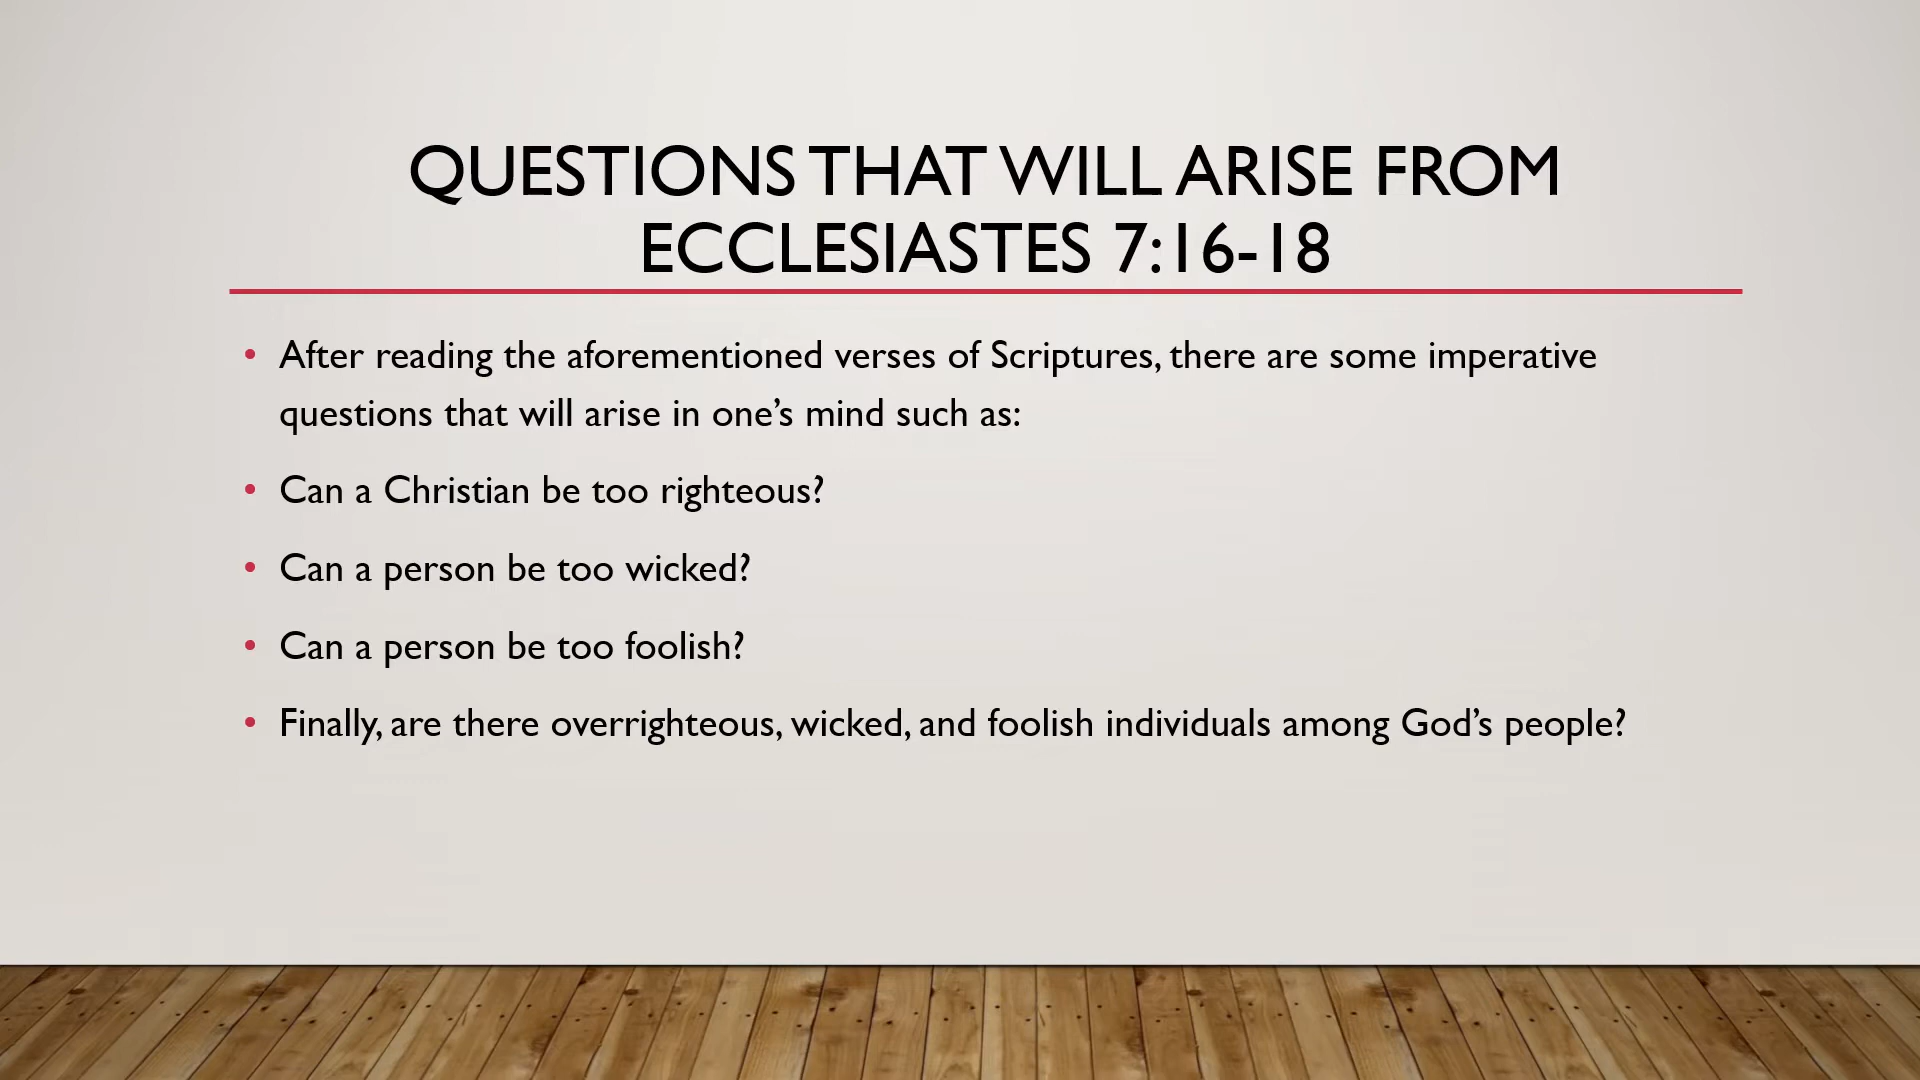 QUESTIONS THAT WILL ARISE FROM
ECCLESIASTES 7:16-18
• After reading the aforementioned verses of Scriptures, there are some imperative
questions that will arise in one’s mind such as:
• Can a Christian be too righteous?
• Can a person be too wicked?
• Can a person be too foolish?
• Finally, are there overrighteous, wicked, and foolish individuals among God’s people?